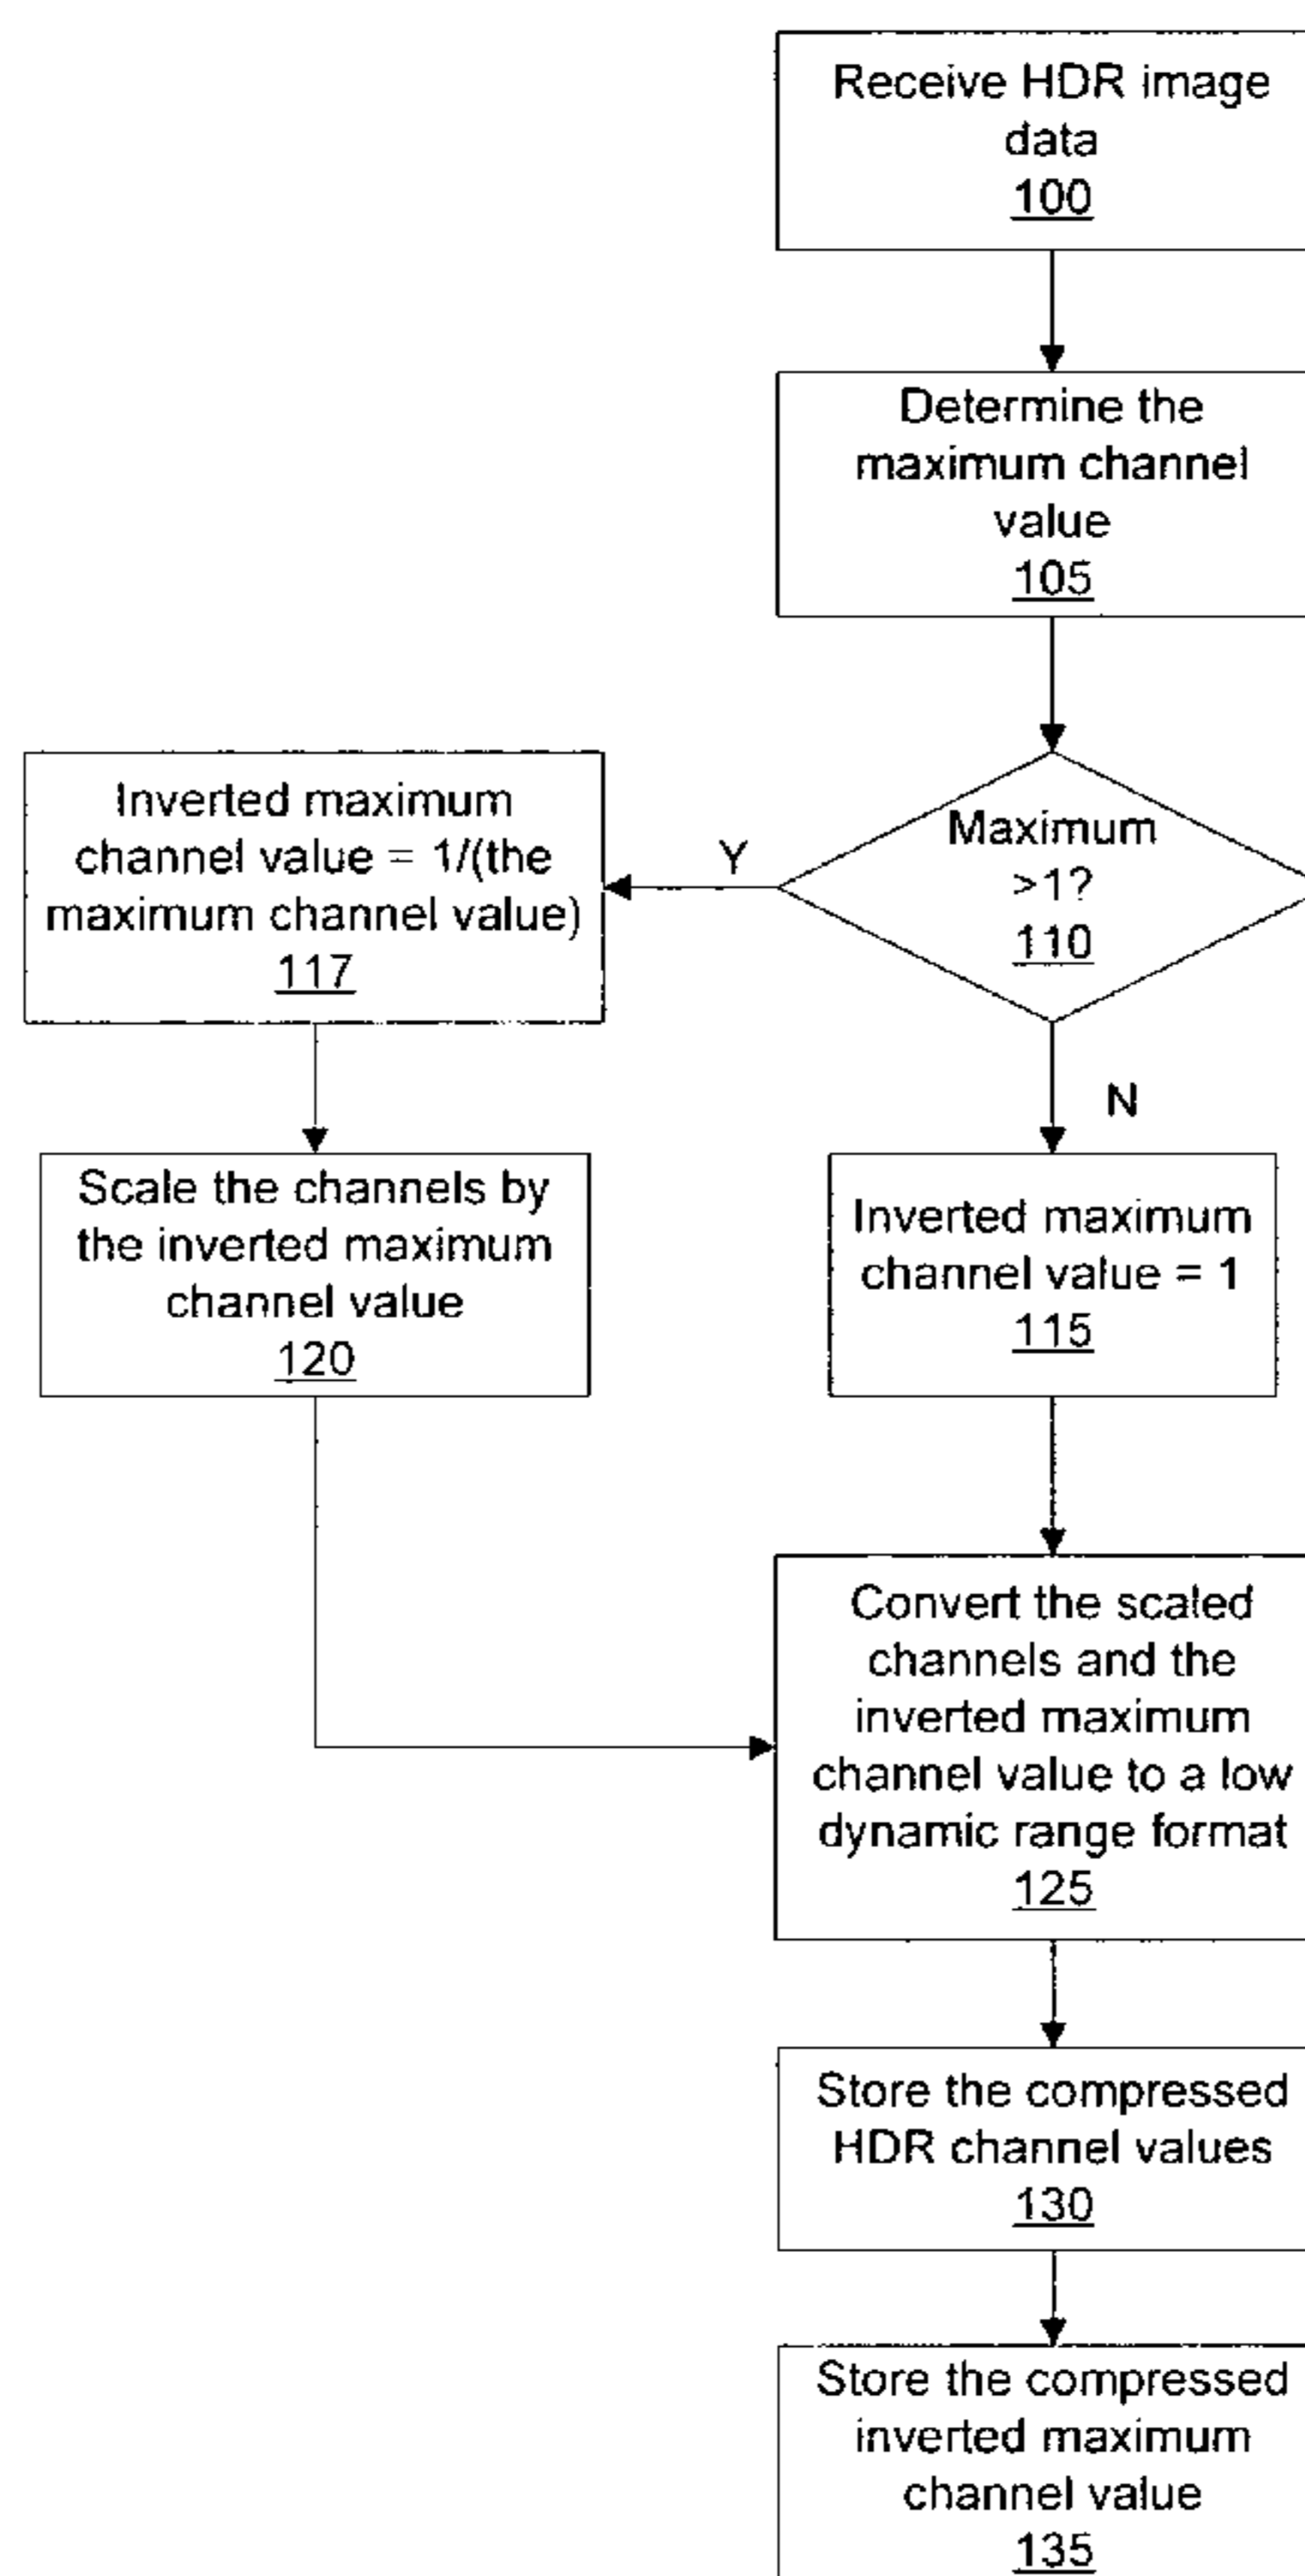 Receive HDR image
data
100
Determine the
maximum channel
value
105
Maximum
>1?
110
Y
Inverted maximum
channel value = 1/(the
maximum channel value)
117
N
Scale the channels by
the inverted maximum
channel value
120
Inverted maximum
channel value = 1
115
Convert the scaled
channels and the
inverted maximum
channel value to a low
dynamic range format
125
Store the compressed
HDR channel values
130
Store the compressed
inverted maximum
channel value
135